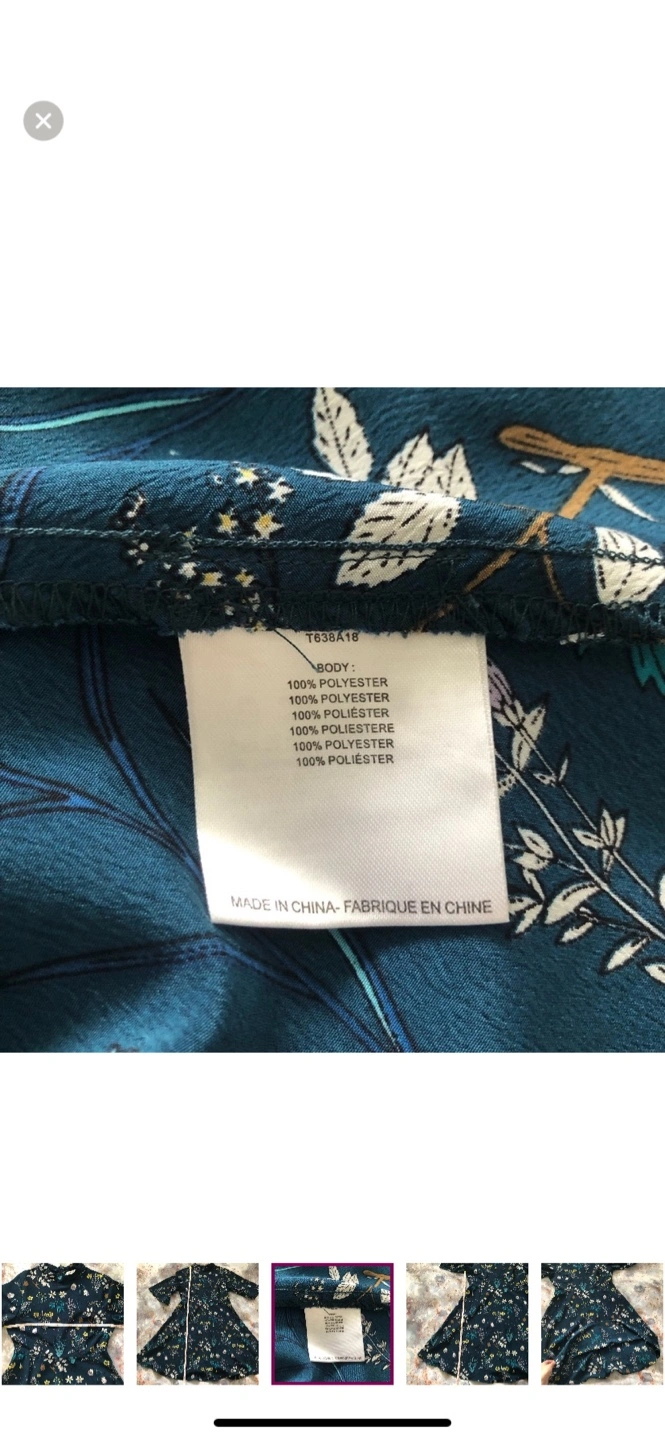 T638A18
BODY :
100% POLYESTER
100% POLYESTER
100% POLIÉSTER
100% POLIESTERE
100% POLYESTER
100% POLIÉSTER
MADE IN CHINA- FABRIQUE EN CHINE